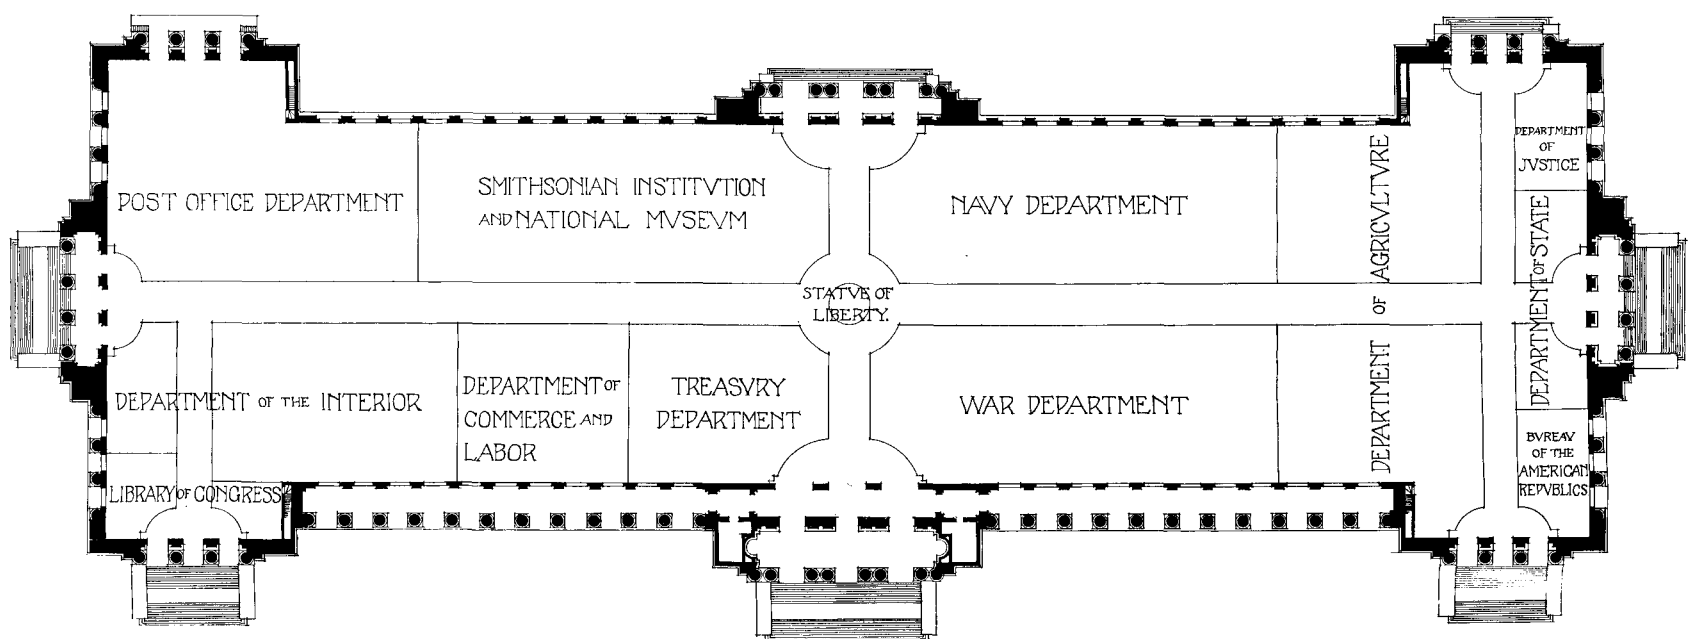 POST OFFICE DEPARTMENT
SMITHSONIAN INSTITVTION
AND NATIONAL MVSEVM
NAVY DEPARTMENT
DEPARTMENT OF AGRICVLTVRE
DEPARTMENT
OF
JVSTICE
DEPARTMENT OF STATE
STATVE OF
LIBERTY.
DEPARTMENT OF THE INTERIOR
DEPARTMENT OF
COMMERCE AND
LABOR
TREASVRY
DEPARTMENT
WAR DEPARTMENT
BVREAV
OF THE
AMERICAN
REPVBLICS
LIBRARY OF CONGRESS